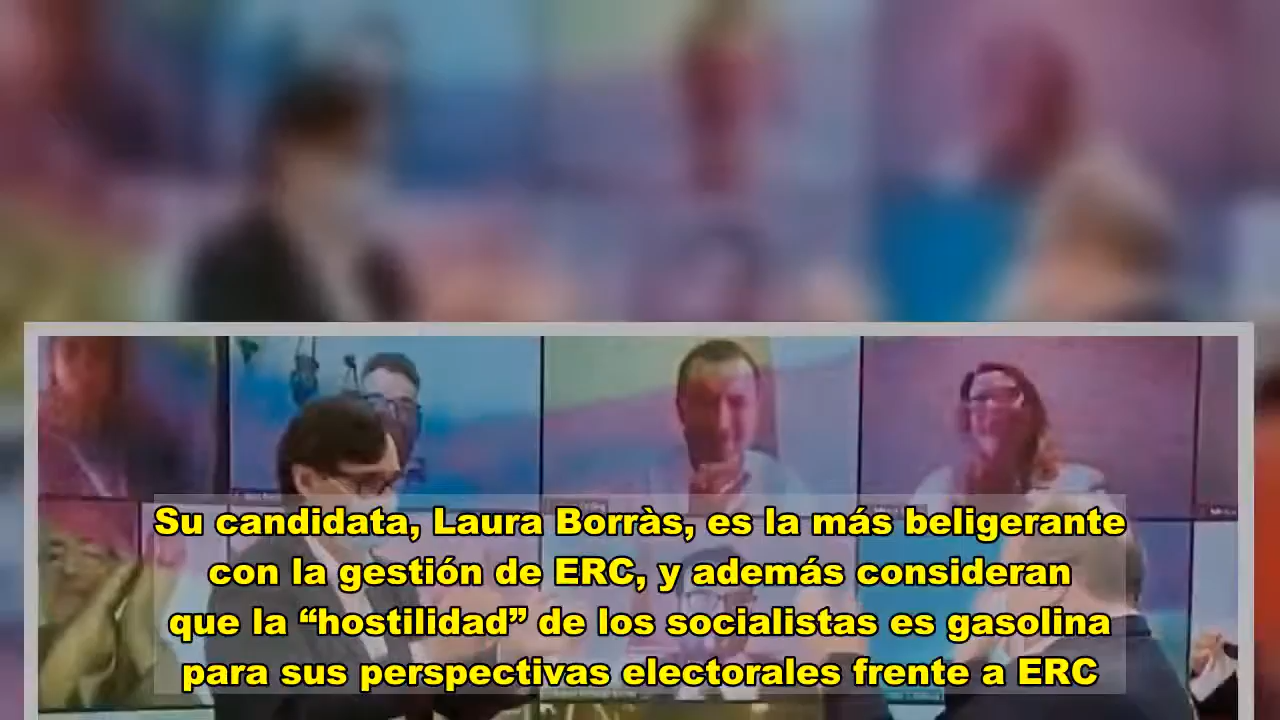 Su candidata, Laura Borràs, es la más beligerante
con la gestión de ERC, y además consideran
que la “hostilidad” de los socialistas es gasolina
para sus perspectivas electorales frente a ERC